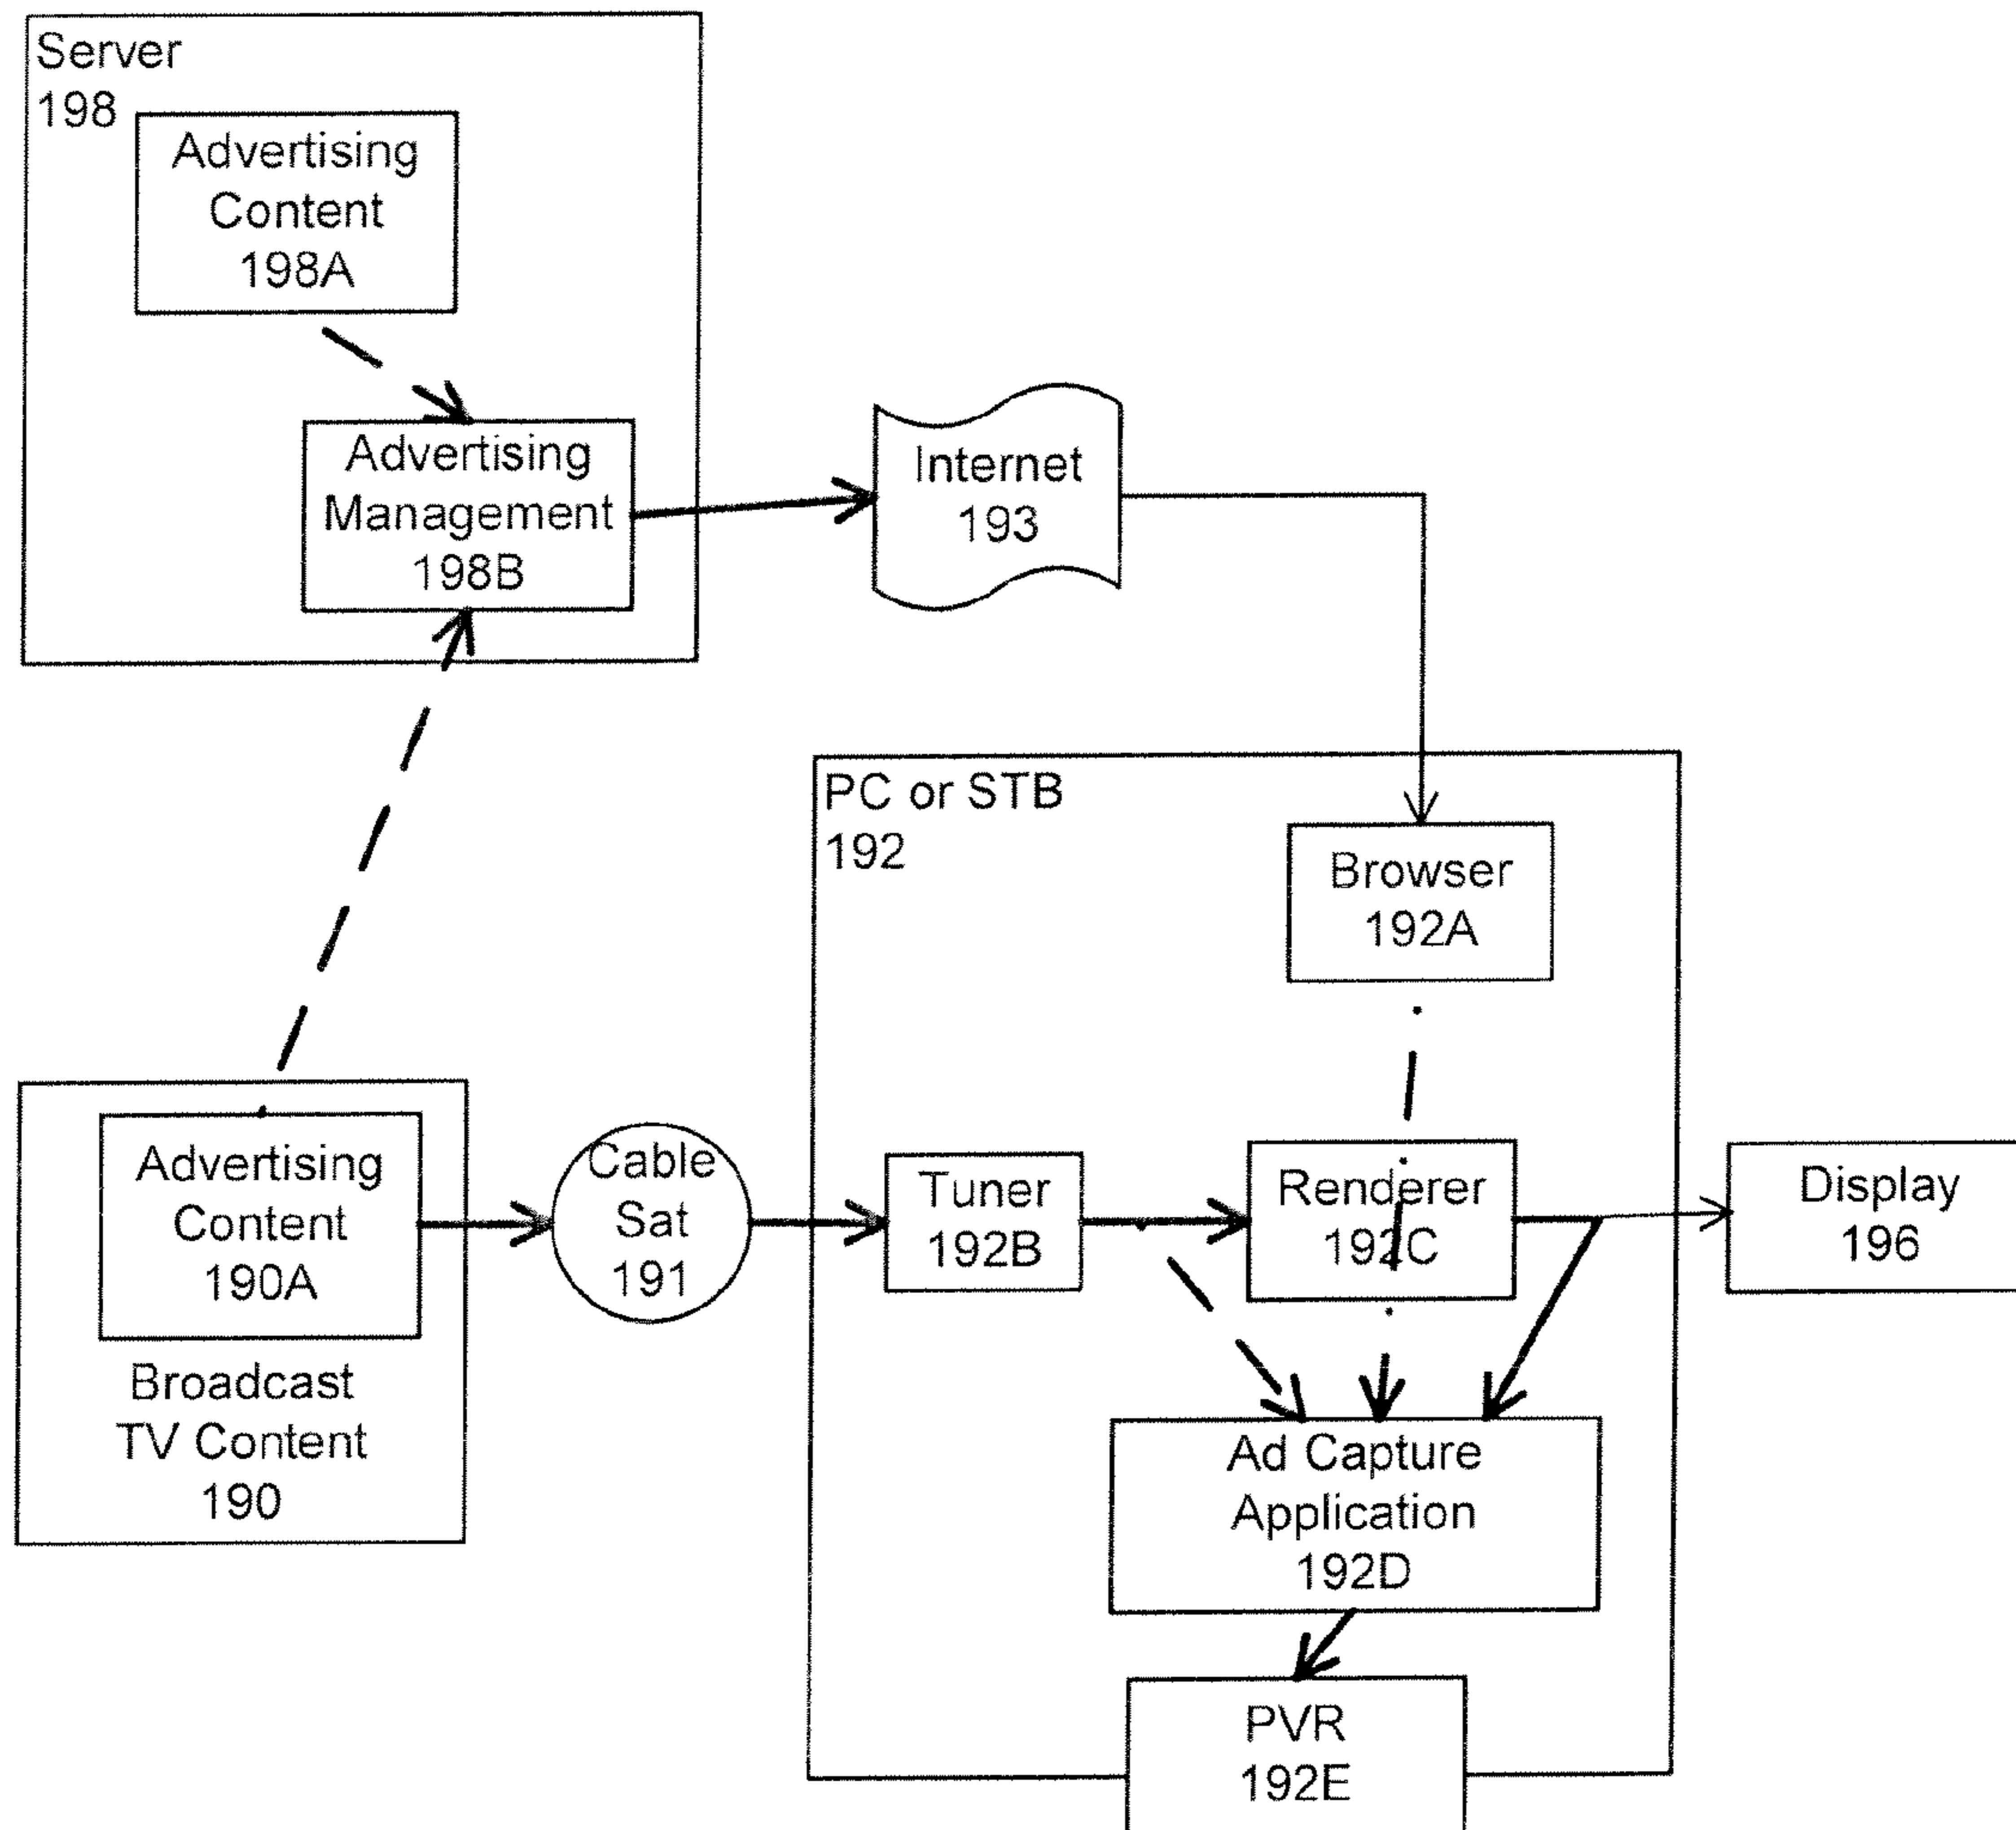 Server
198
Advertising
Content
198A
Advertising
Management
198B
Internet
193
PC or STB
192
Browser
192A
Advertising
Content
190A
Broadcast
TV Content
190
Cable
Sat
191
Tuner
192B
Renderer
192C
Display
196
Ad Capture
Application
192D
PVR
192E